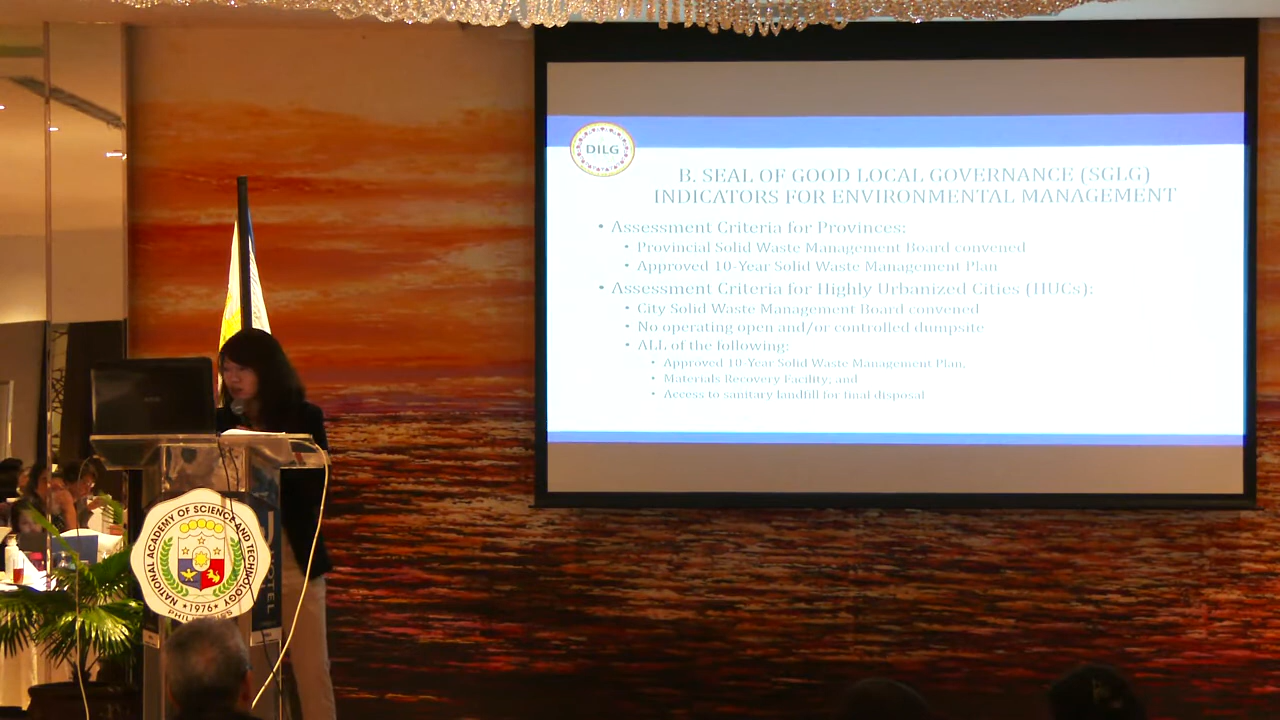 DILG
B. SEAL OF GOOD LOCAL GOVERNANCE (SGLG)
INDICATORS FOR ENVIRONMENTAL MANAGEMENT
• Assessment Criteria for Provinces:
• Provincial Solid Waste Management Board convened
• Approved 10-Year Solid Waste Management Plan
• Assessment Criteria for Highly Urbanized Cities (HUCs):
• City Solid Waste Management Board convened
• No operating open and/or controlled dumpsite
• ALL of the following:
• Approved 10-Year Solid Waste Management Plan,
• Materials Recovery Facility, and
• Access to sanitary landfill for final disposal
NATIONAL ACADEMY OF SCIENCE AND TECHNOLOGY
★1976★
PHILIPPINES
HOTEL